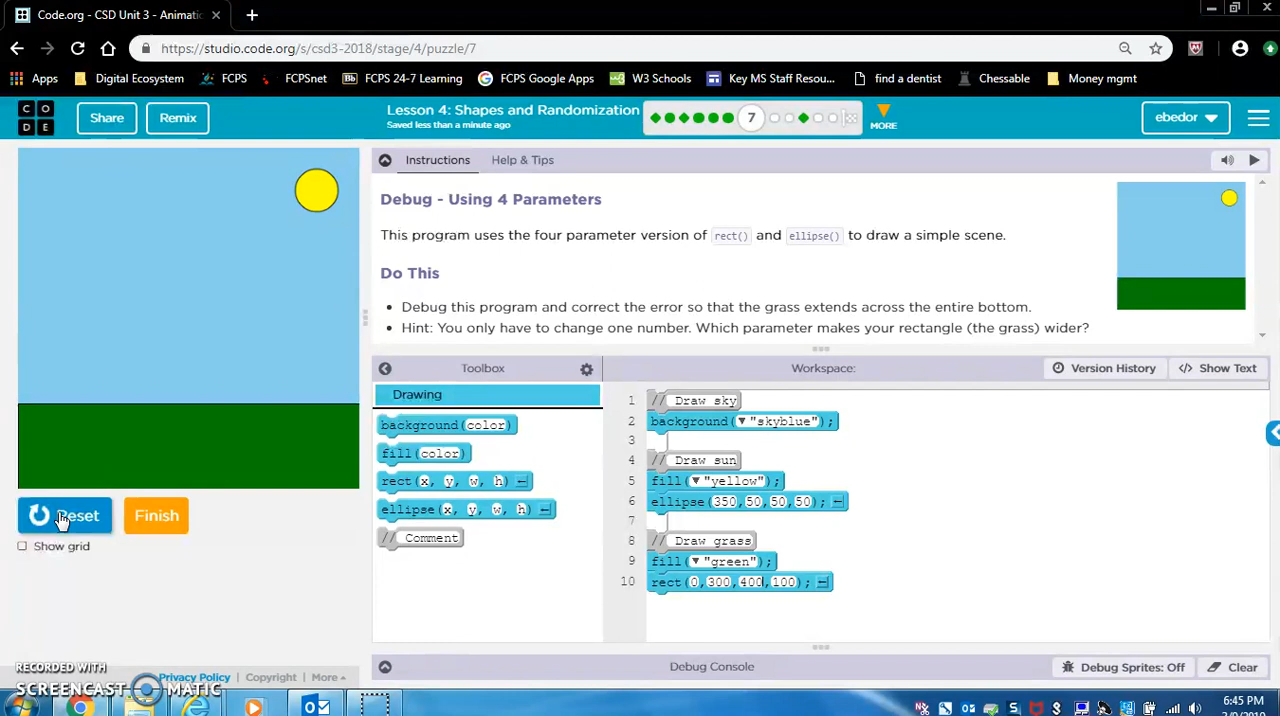 Code.org - CSD Unit 3 - Animatic
https://studio.code.org/s/csd3-2018/stage/4/puzzle/7
Apps
Digital Ecosystem
FCPS
FCPSnet
Bb FCPS 24-7 Learning
FCPS Google Apps
W3 Schools
Key MS Staff Resou...
find a dentist
Chessable
Money mgmt
C O
D E
Share
Remix
Lesson 4: Shapes and Randomization
Saved less than a minute ago
7
MORE
ebedor
Instructions
Help & Tips
Debug - Using 4 Parameters
This program uses the four parameter version of rect() and ellipse() to draw a simple scene.
Do This
• Debug this program and correct the error so that the grass extends across the entire bottom.
• Hint: You only have to change one number. Which parameter makes your rectangle (the grass) wider?
Toolbox
Workspace:
Version History
</> Show Text
Drawing
background(color)
fill(color)
rect(x, y, w, h)
ellipse(x, y, w, h)
// Comment
1 // Draw sky
2 background("skyblue");
3
4 // Draw sun
5 fill("yellow");
6 ellipse(350,50,50,50);
7
8 // Draw grass
9 fill("green");
10 rect(0,300,400,100);
Reset
Finish
Show grid
Debug Console
Debug Sprites: Off
Clear
Privacy Policy | Copyright | More
RECORDED WITH
SCREENCAST MATIC
6:45 PM